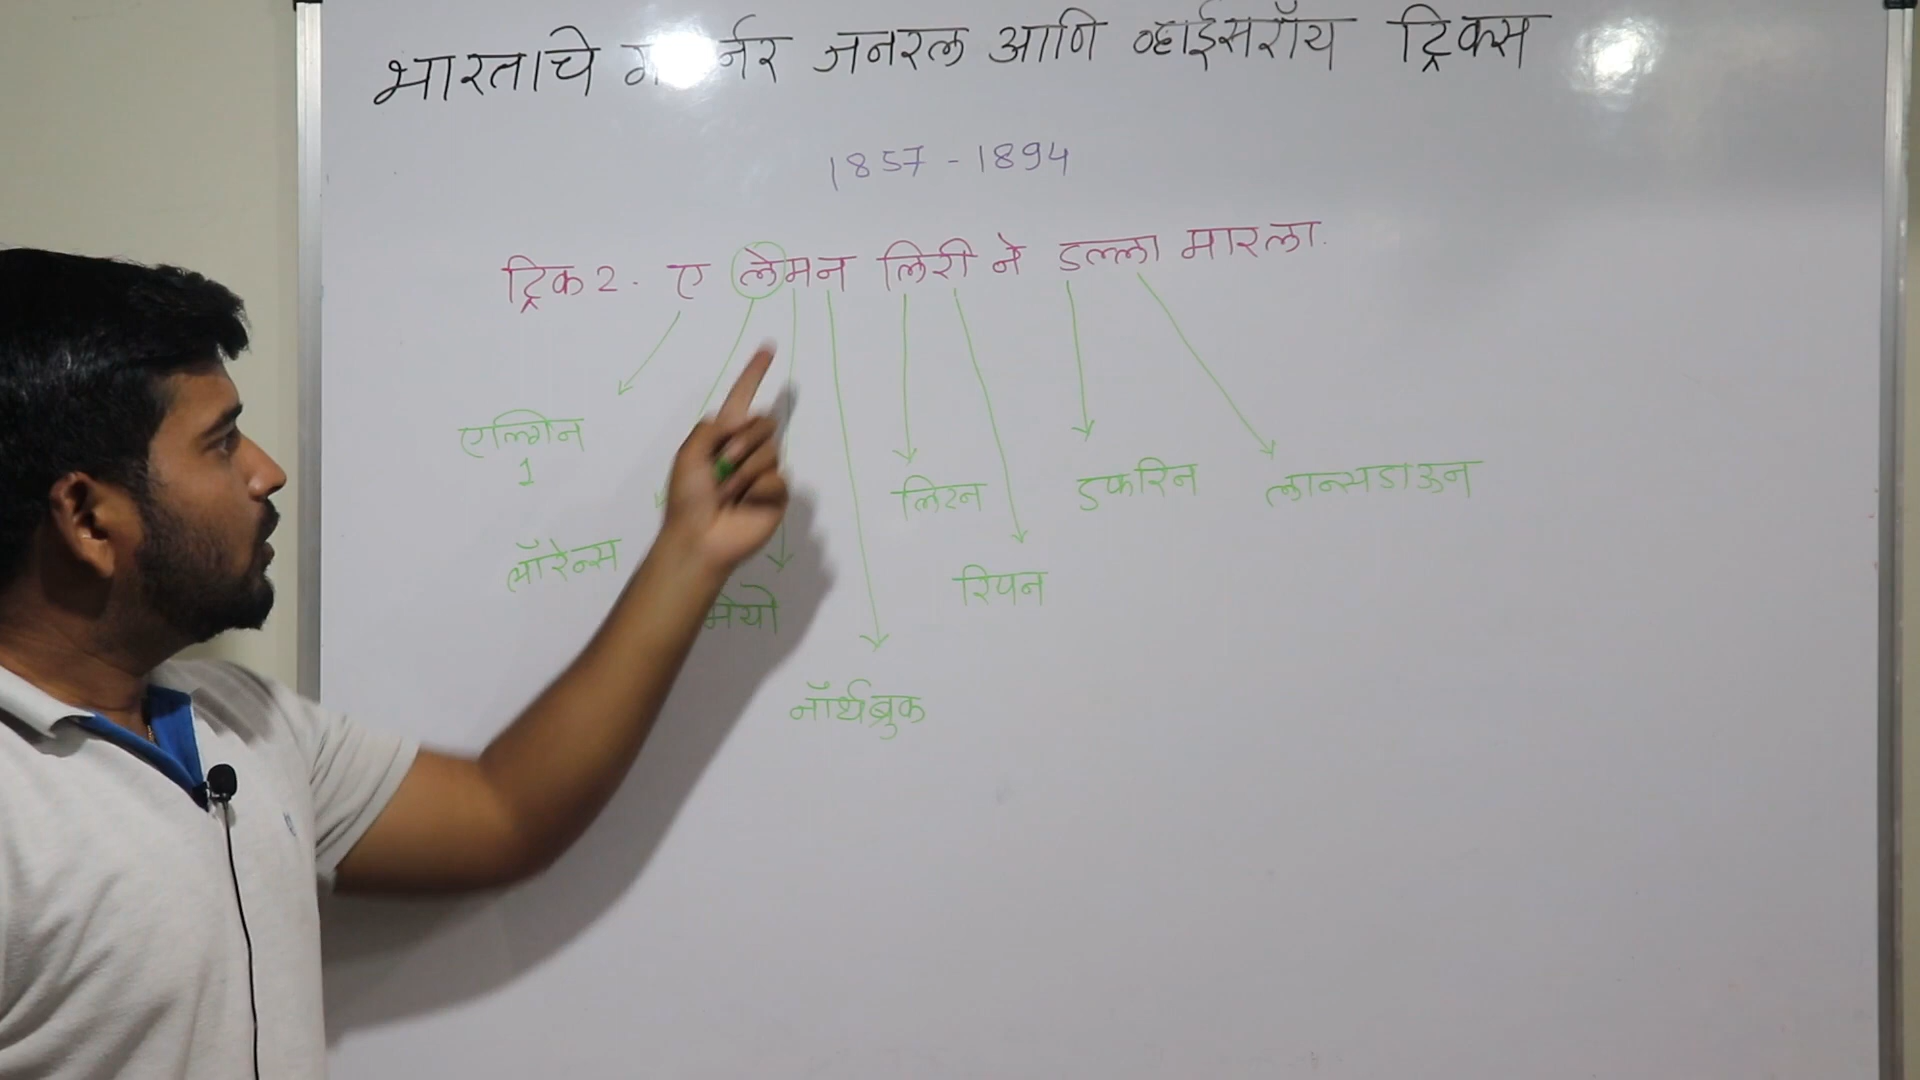 भारताचे गव्हर्नर जनरल आणि व्हाईसरॉय ट्रिक्स
1857 - 1894
ट्रिक 2. ए लेमन लिरी ने डल्ला मारला.
एल्गिन
1
लॉरेन्स
मेयो
नॉर्थब्रुक
लिटन
रिपन
डफरिन
लान्सडाऊन